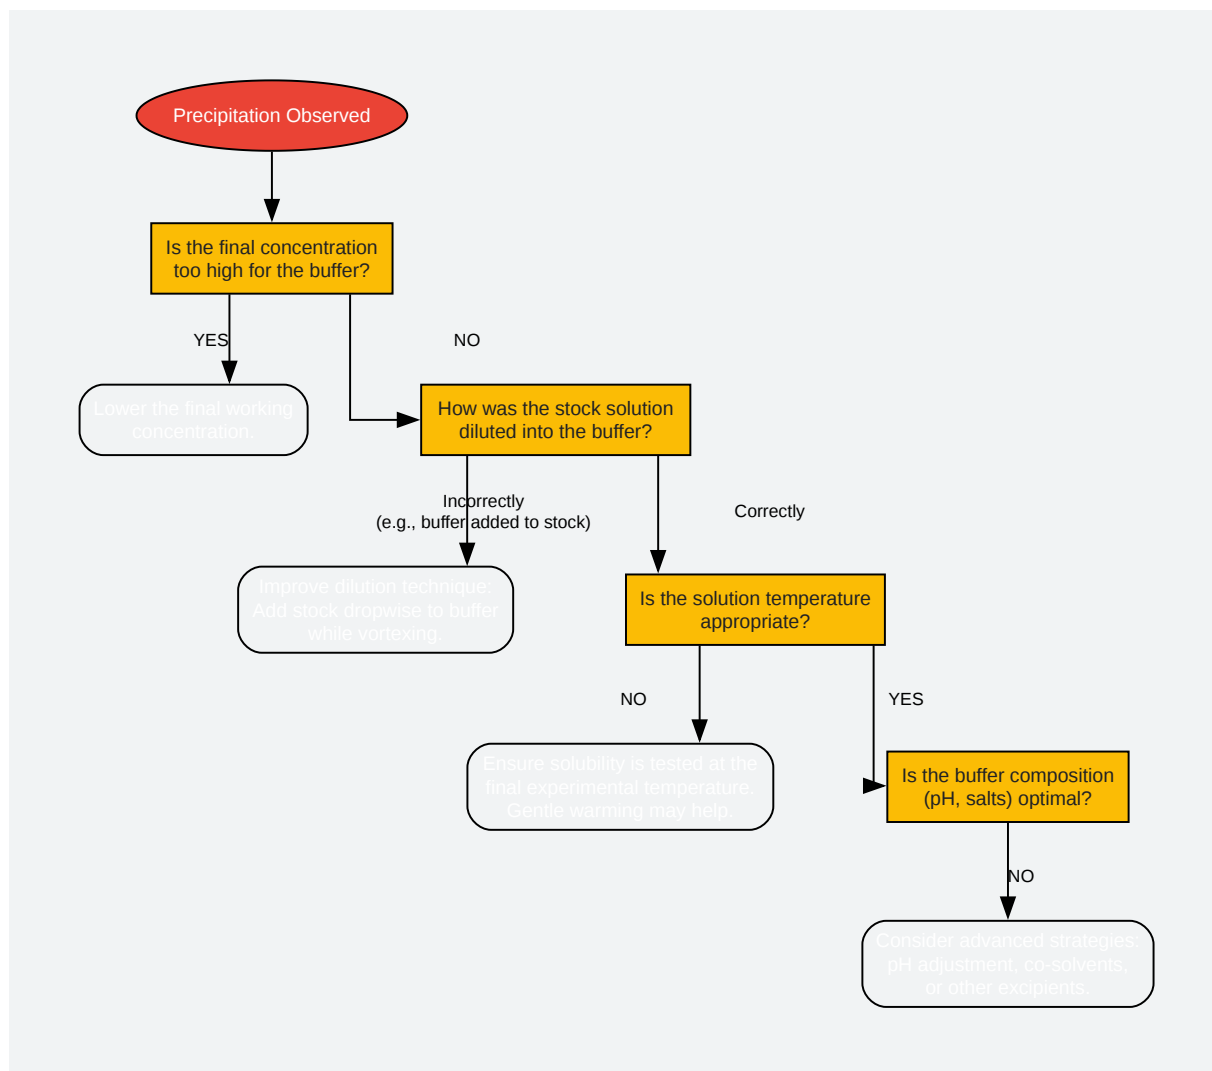 Precipitation Observed
Is the final concentration
too high for the buffer?
YES
NO
Lower the final working
concentration.
How was the stock solution
diluted into the buffer?
Incorrectly
(e.g., buffer added to stock)
Correctly
Improve dilution technique:
Add stock dropwise to buffer
while vortexing.
Is the solution temperature
appropriate?
NO
YES
Ensure solubility is tested at the
final experimental temperature.
Gentle warming may help.
Is the buffer composition
(pH, salts) optimal?
NO
Consider advanced strategies:
pH adjustment, co-solvents,
or other excipients.